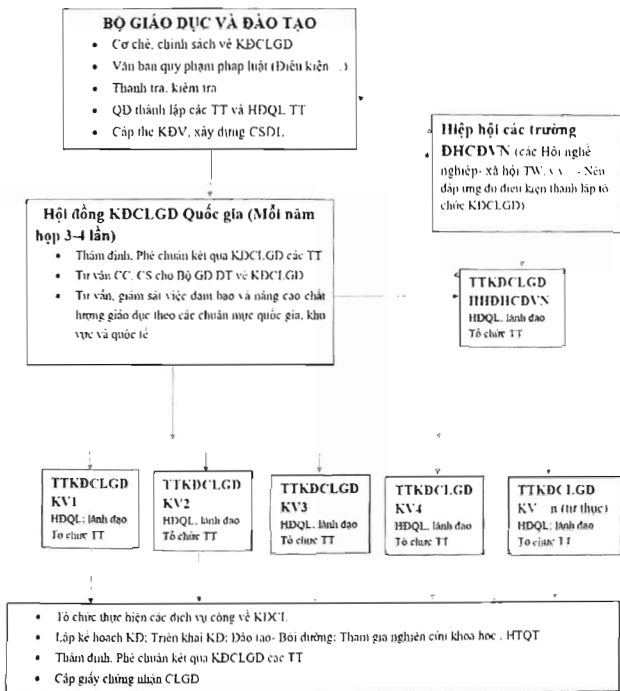 BỘ GIÁO DỤC VÀ ĐÀO TẠO
• Cơ chế, chính sách về KĐCLGD
• Văn bản quy phạm pháp luật (Điều kiện ..)
• Thanh tra, kiểm tra
• QĐ thành lập các TT và HĐQL TT
• Cấp thẻ KĐV, xây dựng CSDL
Hiệp hội các trường
ĐHCĐVN (các Hội nghề
nghiệp- xã hội TW, - Nếu
đáp ứng đủ điều kiện thành lập tổ
chức KĐCLGD)
Hội đồng KĐCLGD Quốc gia (Mỗi năm
họp 3-4 lần)
• Thẩm định, Phê chuẩn kết quả KĐCLGD các TT
• Tư vấn CC, CS cho Bộ GD ĐT về KĐCLGD
• Tư vấn, giám sát việc đảm bảo và nâng cao chất
lượng giáo dục theo các chuẩn mực quốc gia, khu
vực và quốc tế
TTKĐCLGD
HHĐHCĐVN
HĐQL, lãnh đạo
Tổ chức TT
TTKĐCLGD
KV1
HĐQL; lãnh đạo
Tổ chức TT
TTKĐCLGD
KV2
HĐQL, lãnh đạo
Tổ chức TT
TTKĐCLGD
KV3
HĐQL, lãnh đạo
Tổ chức TT
TTKĐCLGD
KV4
HĐQL, lãnh đạo
Tổ chức TT
TTKĐCLGD
KV n (tư thục)
HĐQL; lãnh đạo
Tổ chức TT
• Tổ chức thực hiện các dịch vụ công về KĐCL
• Lập kế hoạch KĐ; Triển khai KĐ; Đào tạo- Bồi dưỡng; Tham gia nghiên cứu khoa học , HTQT
• Thẩm định, Phê chuẩn kết quả KĐCLGD các TT
• Cấp giấy chứng nhận CLGD